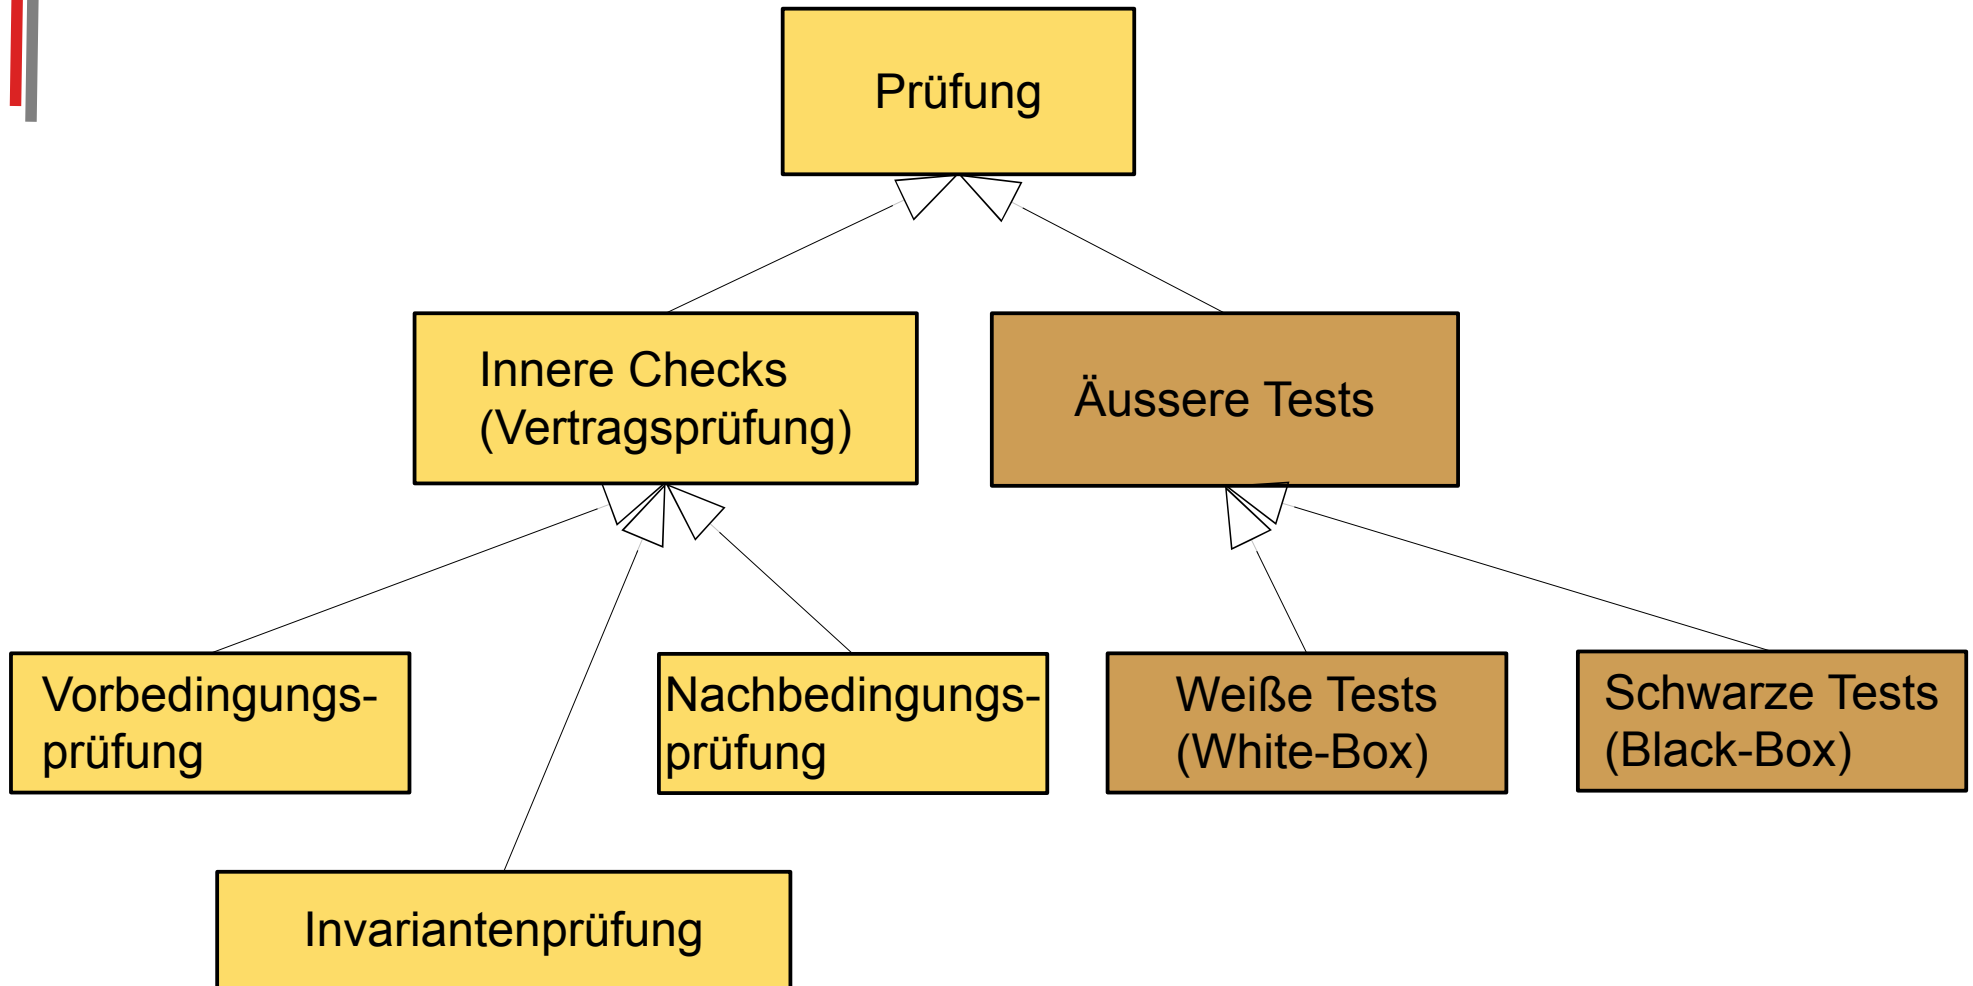 Prüfung
Innere Checks
(Vertragsprüfung)
Äussere Tests
Vorbedingungs-
prüfung
Nachbedingungs-
prüfung
Weiße Tests
(White-Box)
Schwarze Tests
(Black-Box)
Invariantenprüfung